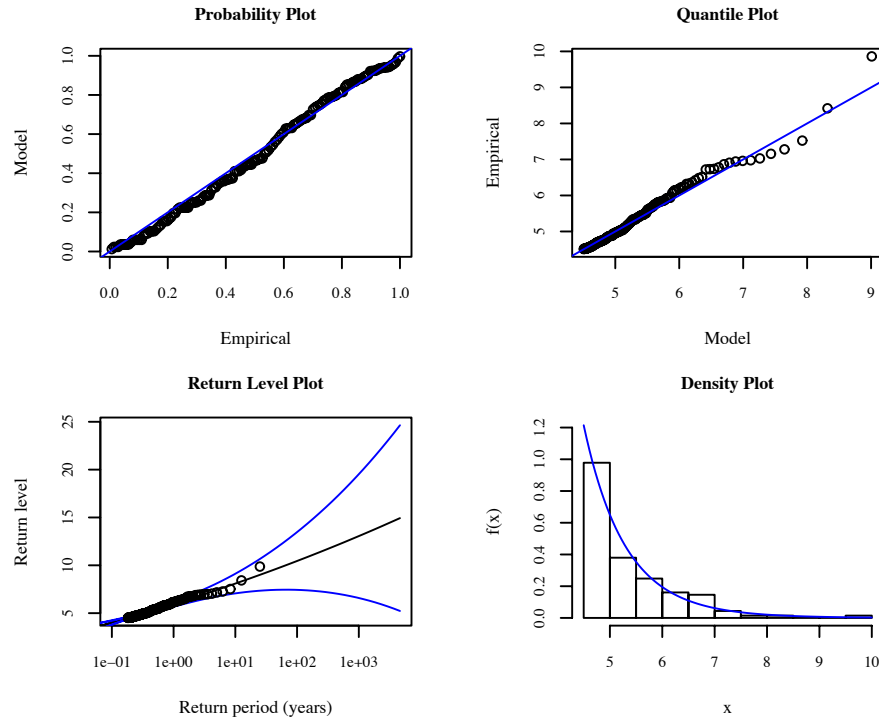 Probability Plot
Model
0.0 0.2 0.4 0.6 0.8 1.0
0.0 0.2 0.4 0.6 0.8 1.0
Empirical
Quantile Plot
Empirical
5 6 7 8 9 10
5 6 7 8 9
Model
Return Level Plot
Return level
5 10 15 20 25
1e−01 1e+00 1e+01 1e+02 1e+03
Return period (years)
Density Plot
f(x)
0.0 0.2 0.4 0.6 0.8 1.0 1.2
5 6 7 8 9 10
x